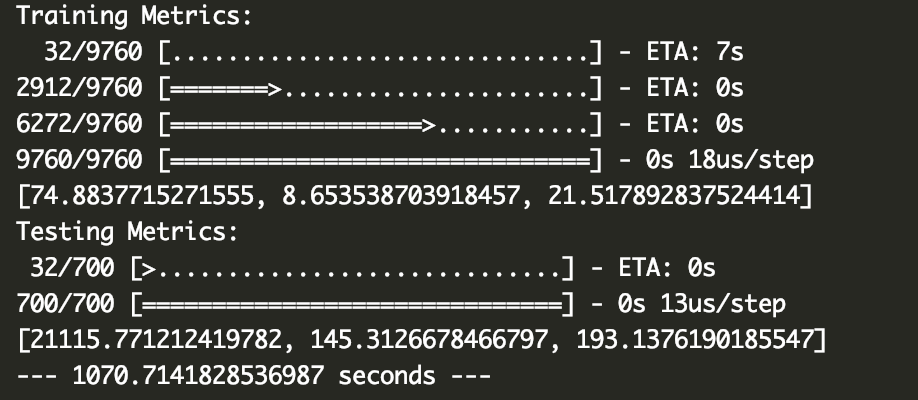 Training Metrics:
32/9760 [..............................] - ETA: 7s
2912/9760 [=======>......................] - ETA: 0s
6272/9760 [==================>...........] - ETA: 0s
9760/9760 [==============================] - 0s 18us/step
[74.8837715271555, 8.653538703918457, 21.517892837524414]
Testing Metrics:
32/700 [>.............................] - ETA: 0s
700/700 [==============================] - 0s 13us/step
[21115.771212419782, 145.3126678466797, 193.1376190185547]
--- 1070.7141828536987 seconds ---